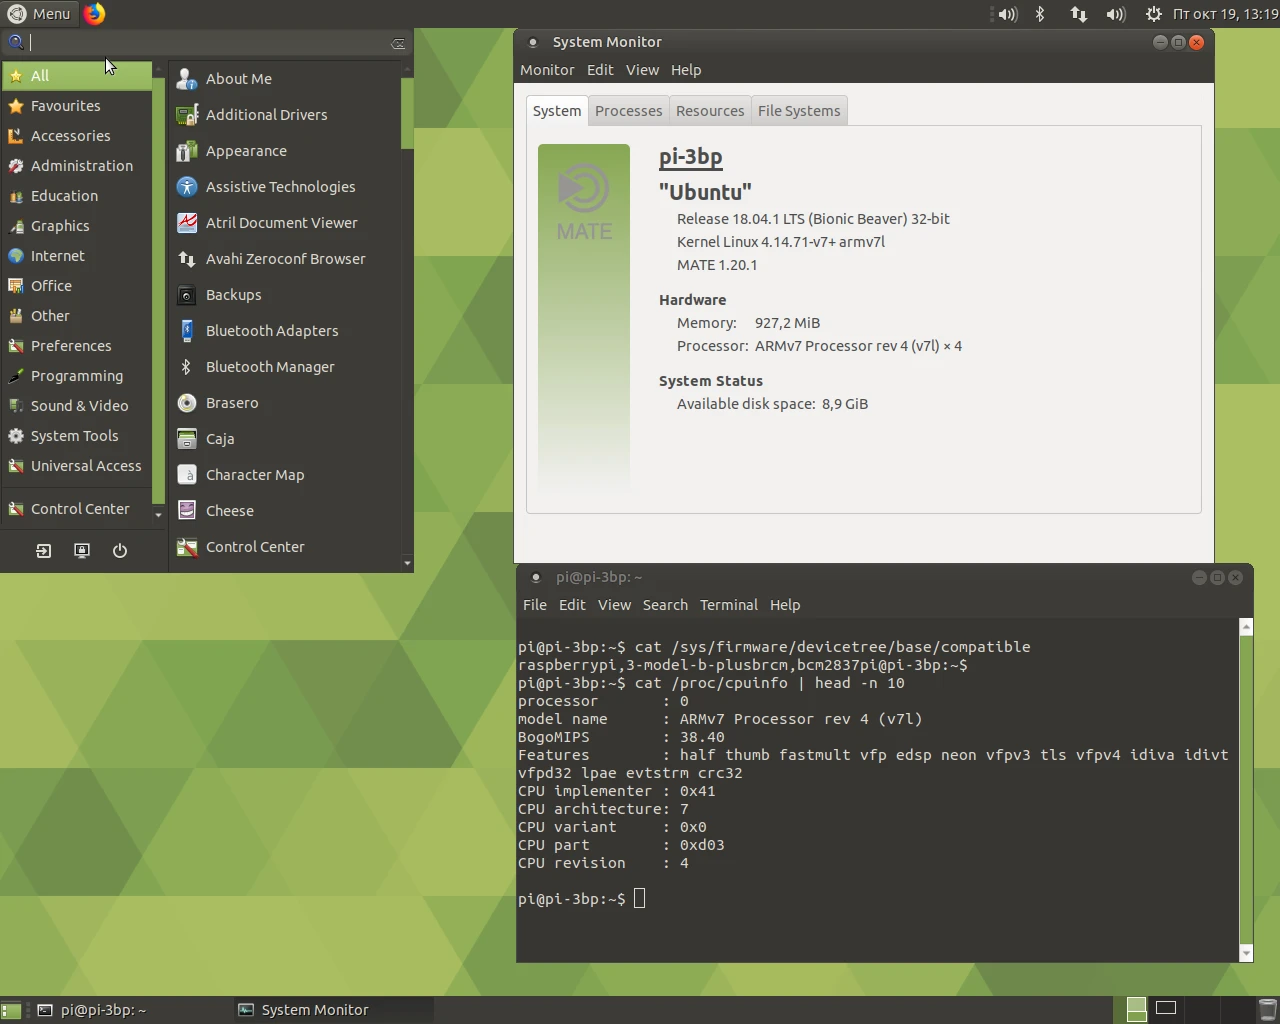 Menu
Пт окт 19, 13:19
All
Favourites
Accessories
Administration
Education
Graphics
Internet
Office
Other
Preferences
Programming
Sound & Video
System Tools
Universal Access
Control Center
About Me
Additional Drivers
Appearance
Assistive Technologies
Atril Document Viewer
Avahi Zeroconf Browser
Backups
Bluetooth Adapters
Bluetooth Manager
Brasero
Caja
Character Map
Cheese
Control Center
System Monitor
Monitor Edit View Help
System Processes Resources File Systems
MATE
pi-3bp
"Ubuntu"
Release 18.04.1 LTS (Bionic Beaver) 32-bit
Kernel Linux 4.14.71-v7+ armv7l
MATE 1.20.1
Hardware
Memory: 927,2 MiB
Processor: ARMv7 Processor rev 4 (v7l) × 4
System Status
Available disk space: 8,9 GiB
pi@pi-3bp: ~
File Edit View Search Terminal Help
pi@pi-3bp:~$ cat /sys/firmware/devicetree/base/compatible
raspberrypi,3-model-b-plusbrcm,bcm2837pi@pi-3bp:~$
pi@pi-3bp:~$ cat /proc/cpuinfo | head -n 10
processor : 0
model name : ARMv7 Processor rev 4 (v7l)
BogoMIPS : 38.40
Features : half thumb fastmult vfp edsp neon vfpv3 tls vfpv4 idiva idivt
vfpd32 lpae evtstrm crc32
CPU implementer : 0x41
CPU architecture: 7
CPU variant : 0x0
CPU part : 0xd03
CPU revision : 4
pi@pi-3bp:~$
pi@pi-3bp: ~
System Monitor